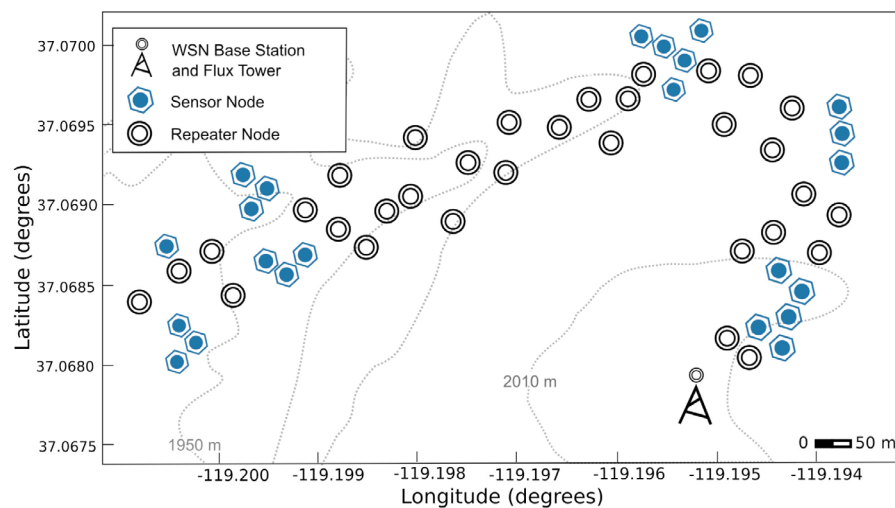 37.0700
37.0695
37.0690
37.0685
37.0680
37.0675
Latitude (degrees)
WSN Base Station
and Flux Tower
Sensor Node
Repeater Node
2010 m
1950 m
0 50 m
-119.200 -119.199 -119.198 -119.197 -119.196 -119.195 -119.194
Longitude (degrees)